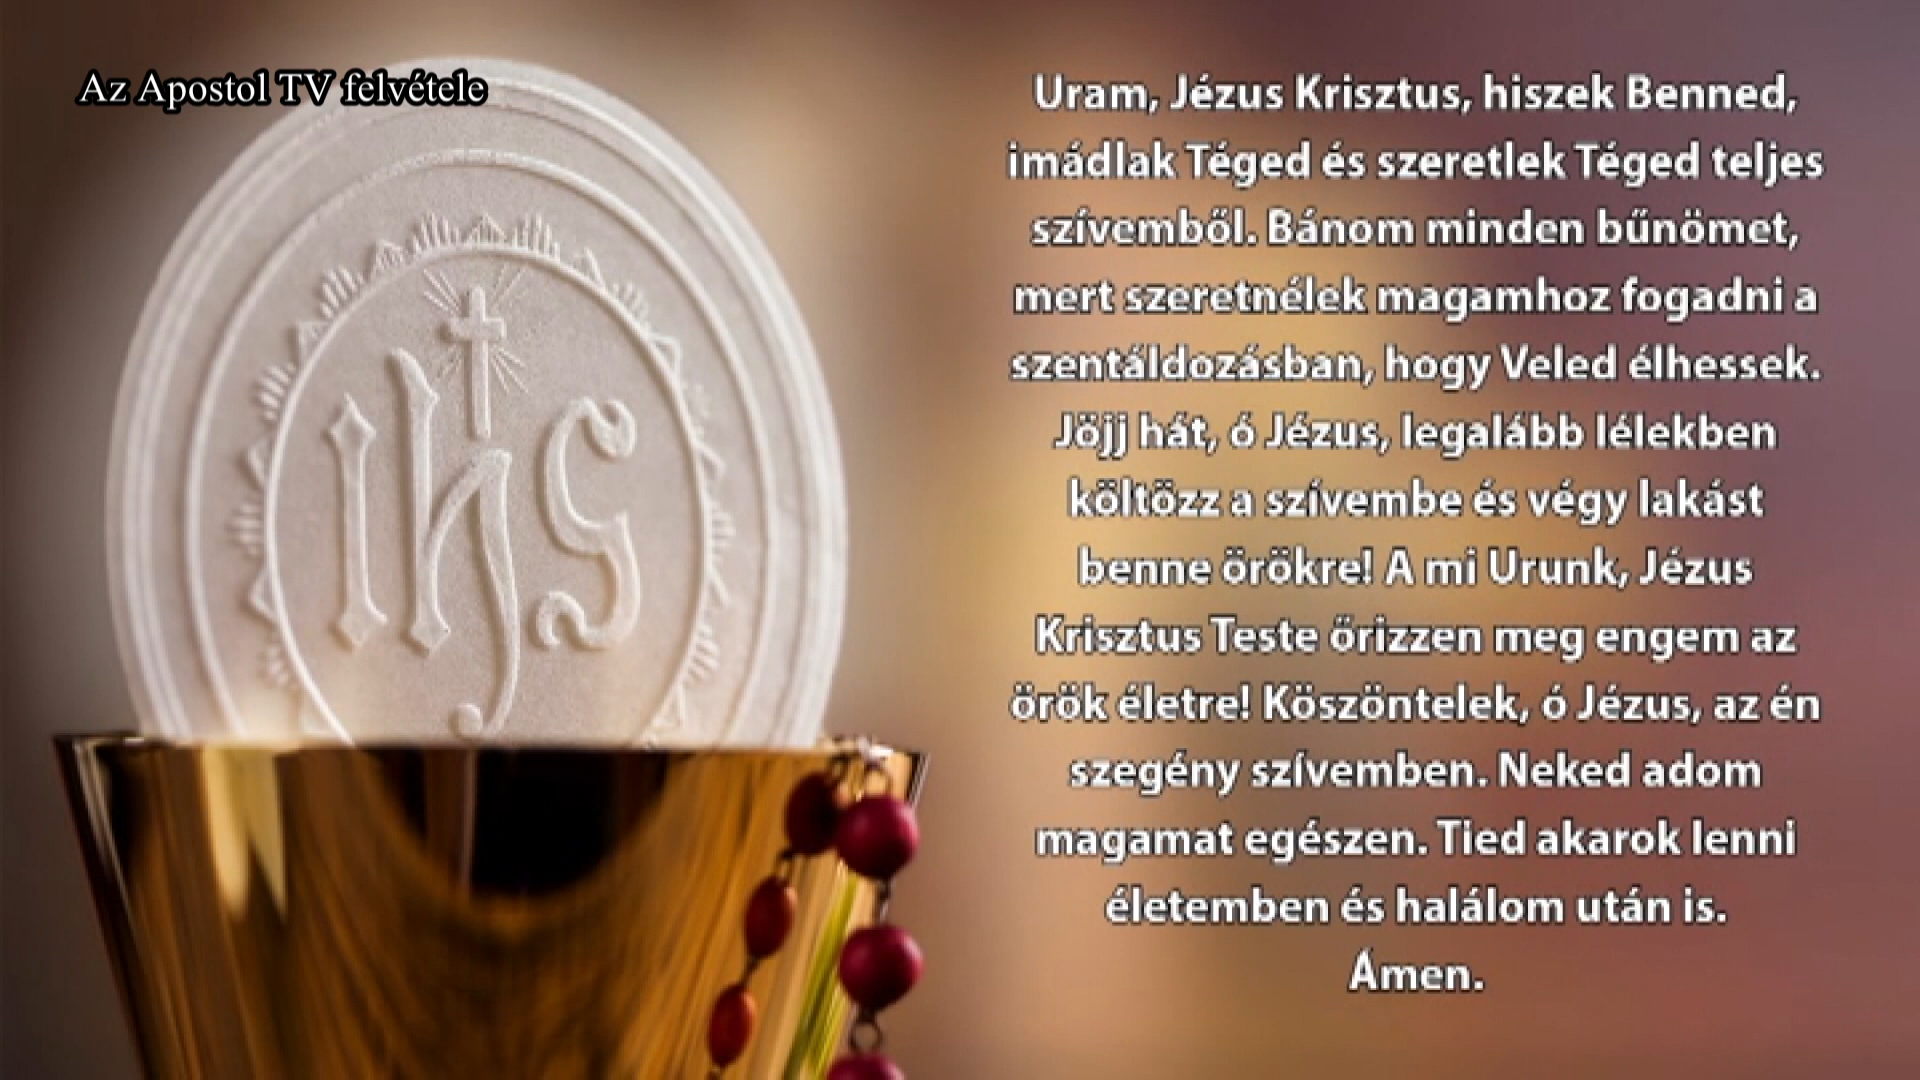 Az Apostol TV felvétele
ihs
Uram, Jézus Krisztus, hiszek Benned,
imádlak Téged és szeretlek Téged teljes
szívemből. Bánom minden bűnömet,
mert szeretnélek magamhoz fogadni a
szentáldozásban, hogy Veled élhessek.
Jöjj hát, ó Jézus, legalább lélekben
költözz a szívembe és végy lakást
benne örökre! A mi Urunk, Jézus
Krisztus Teste őrizzen meg engem az
örök életre! Köszöntelek, ó Jézus, az én
szegény szívemben. Neked adom
magamat egészen. Tied akarok lenni
életemben és halálom után is.
Ámen.